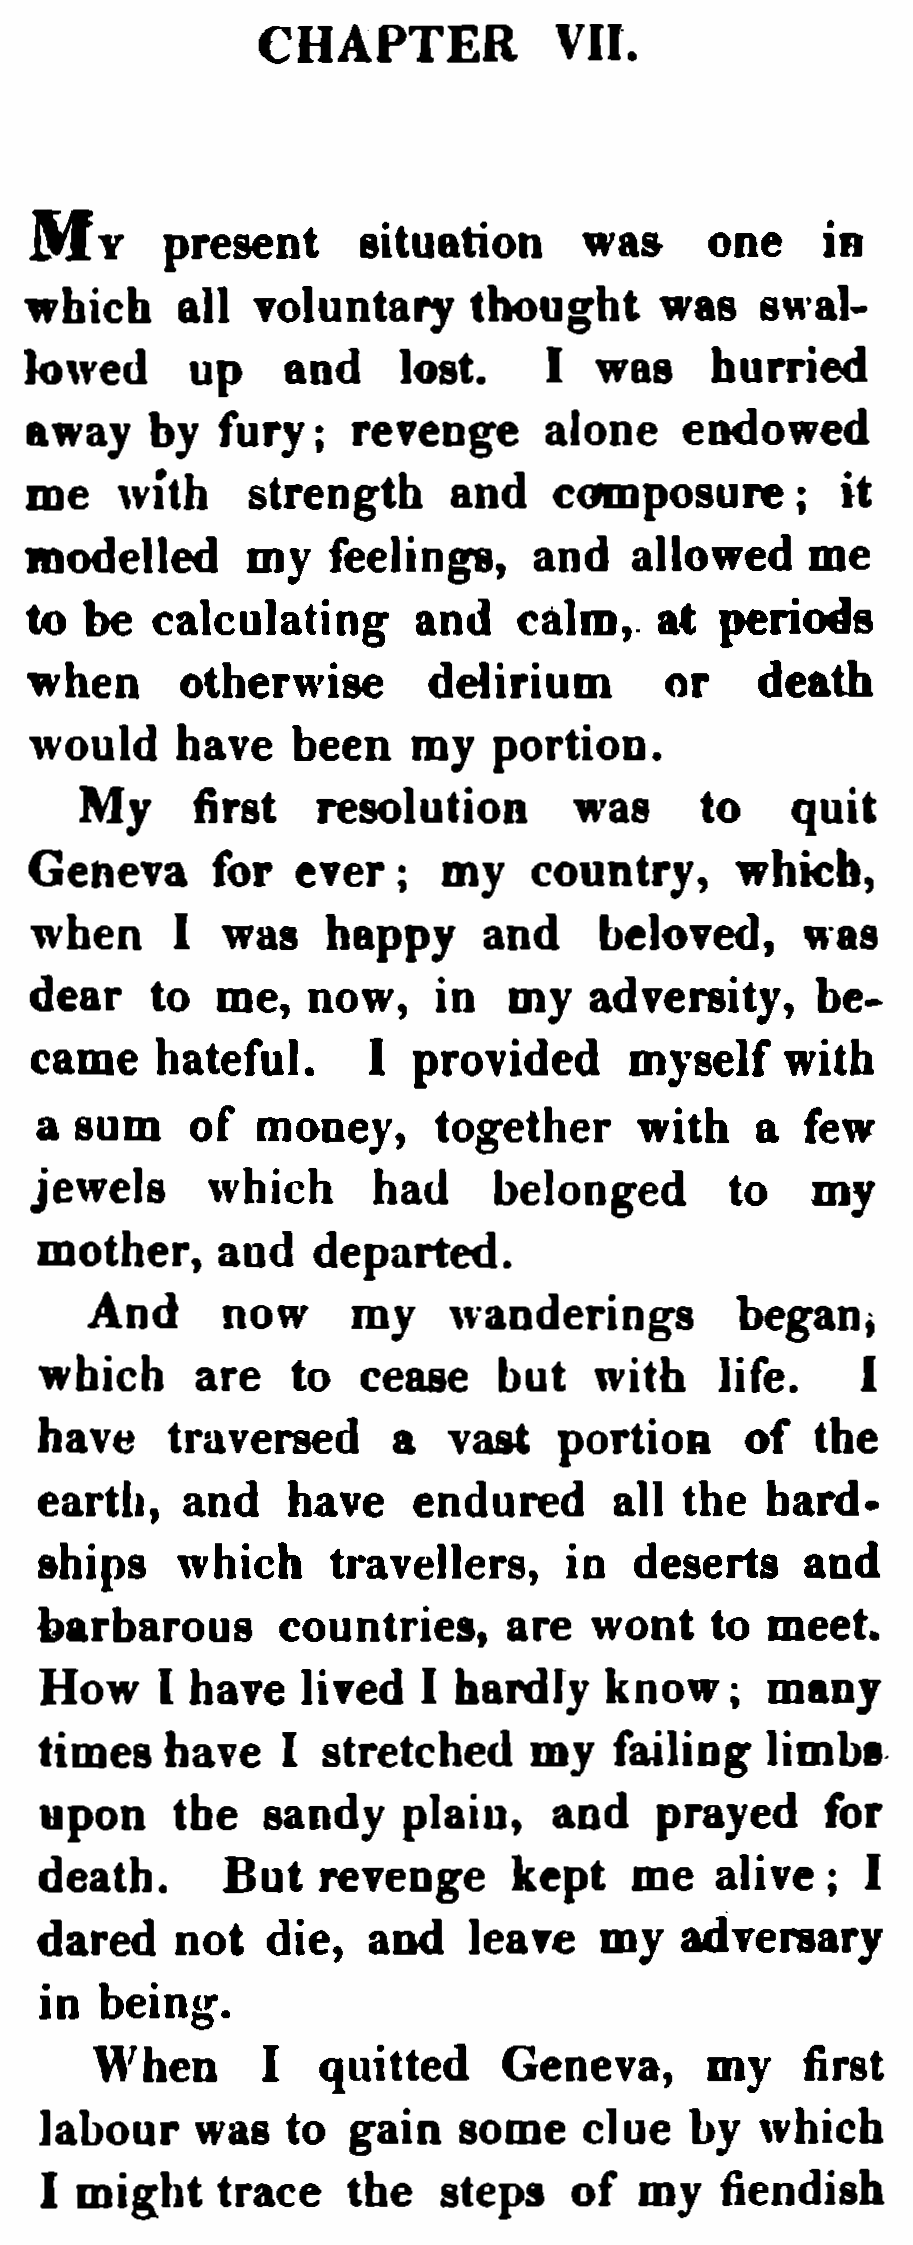 CHAPTER VII.
My present situation was one in
which all voluntary thought was swal-
lowed up and lost. I was hurried
away by fury; revenge alone endowed
me with strength and composure; it
modelled my feelings, and allowed me
to be calculating and calm, at periods
when otherwise delirium or death
would have been my portion.
My first resolution was to quit
Geneva for ever; my country, which,
when I was happy and beloved, was
dear to me, now, in my adversity, be-
came hateful. I provided myself with
a sum of money, together with a few
jewels which had belonged to my
mother, and departed.
And now my wanderings began,
which are to cease but with life. I
have traversed a vast portion of the
earth, and have endured all the hard-
ships which travellers, in deserts and
barbarous countries, are wont to meet.
How I have lived I hardly know; many
times have I stretched my failing limbs
upon the sandy plain, and prayed for
death. But revenge kept me alive; I
dared not die, and leave my adversary
in being.
When I quitted Geneva, my first
labour was to gain some clue by which
I might trace the steps of my fiendish